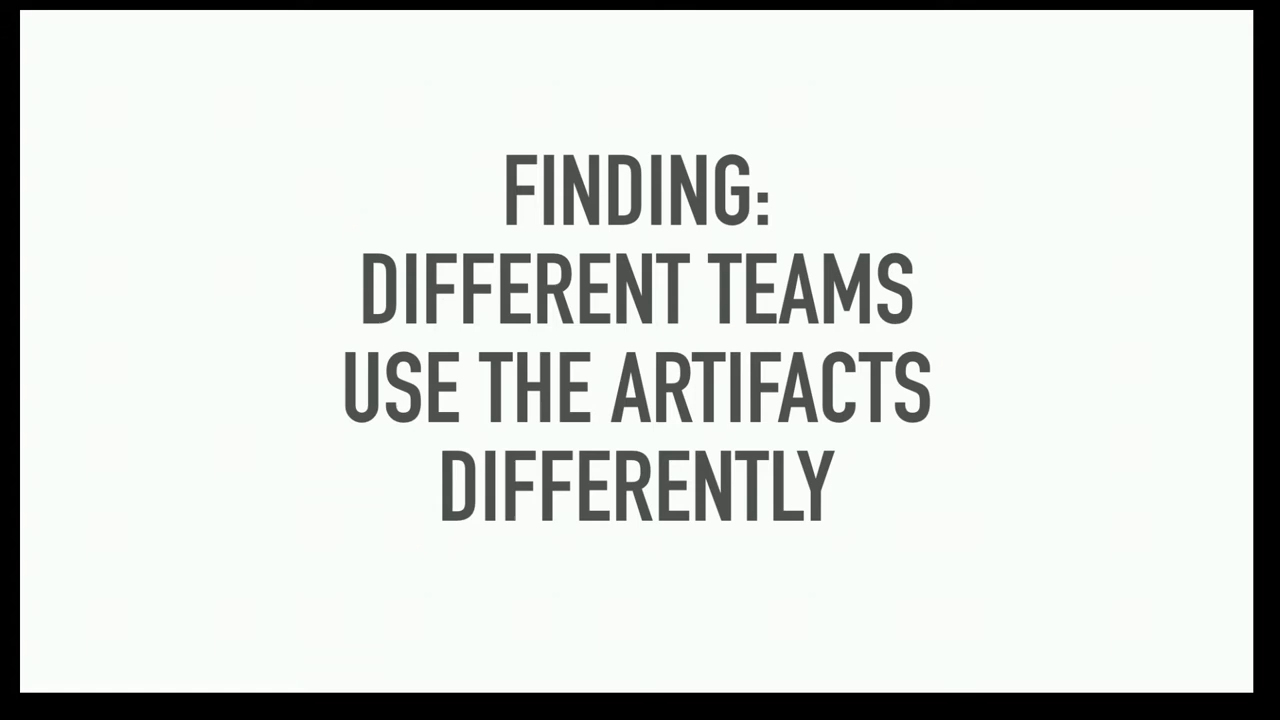 FINDING:
DIFFERENT TEAMS
USE THE ARTIFACTS
DIFFERENTLY